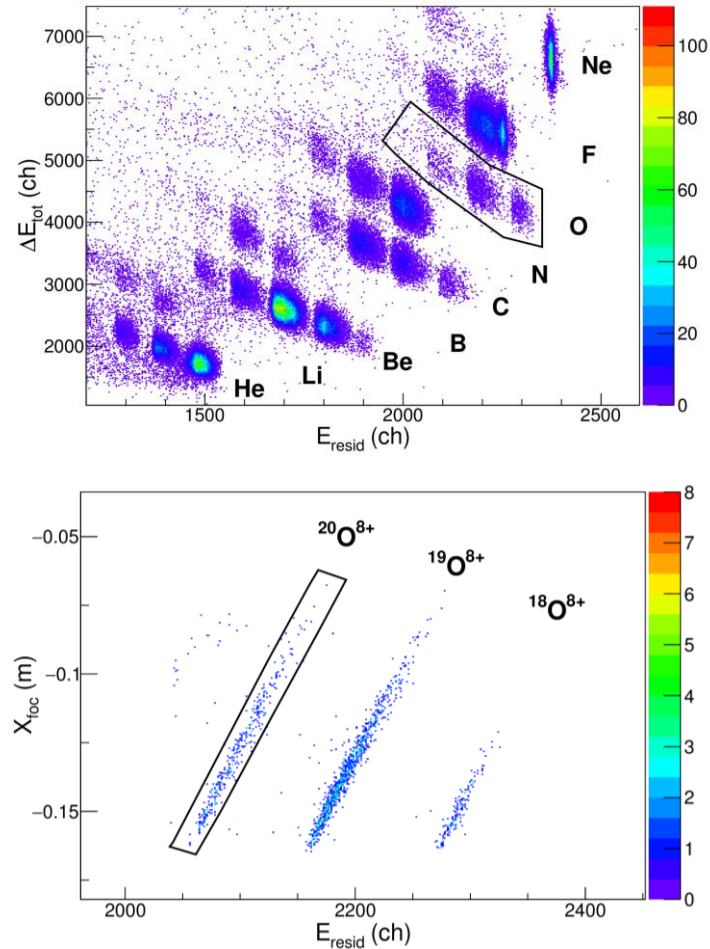 7000
6000
5000
4000
3000
2000
ΔE_tot (ch)
1500
2000
2500
E_resid (ch)
Ne
F
O
N
C
B
Be
Li
He
100
80
60
40
20
0
−0.05
−0.1
−0.15
X_foc (m)
2000
2200
2400
E_resid (ch)
²⁰O⁸⁺
¹⁹O⁸⁺
¹⁸O⁸⁺
8
7
6
5
4
3
2
1
0